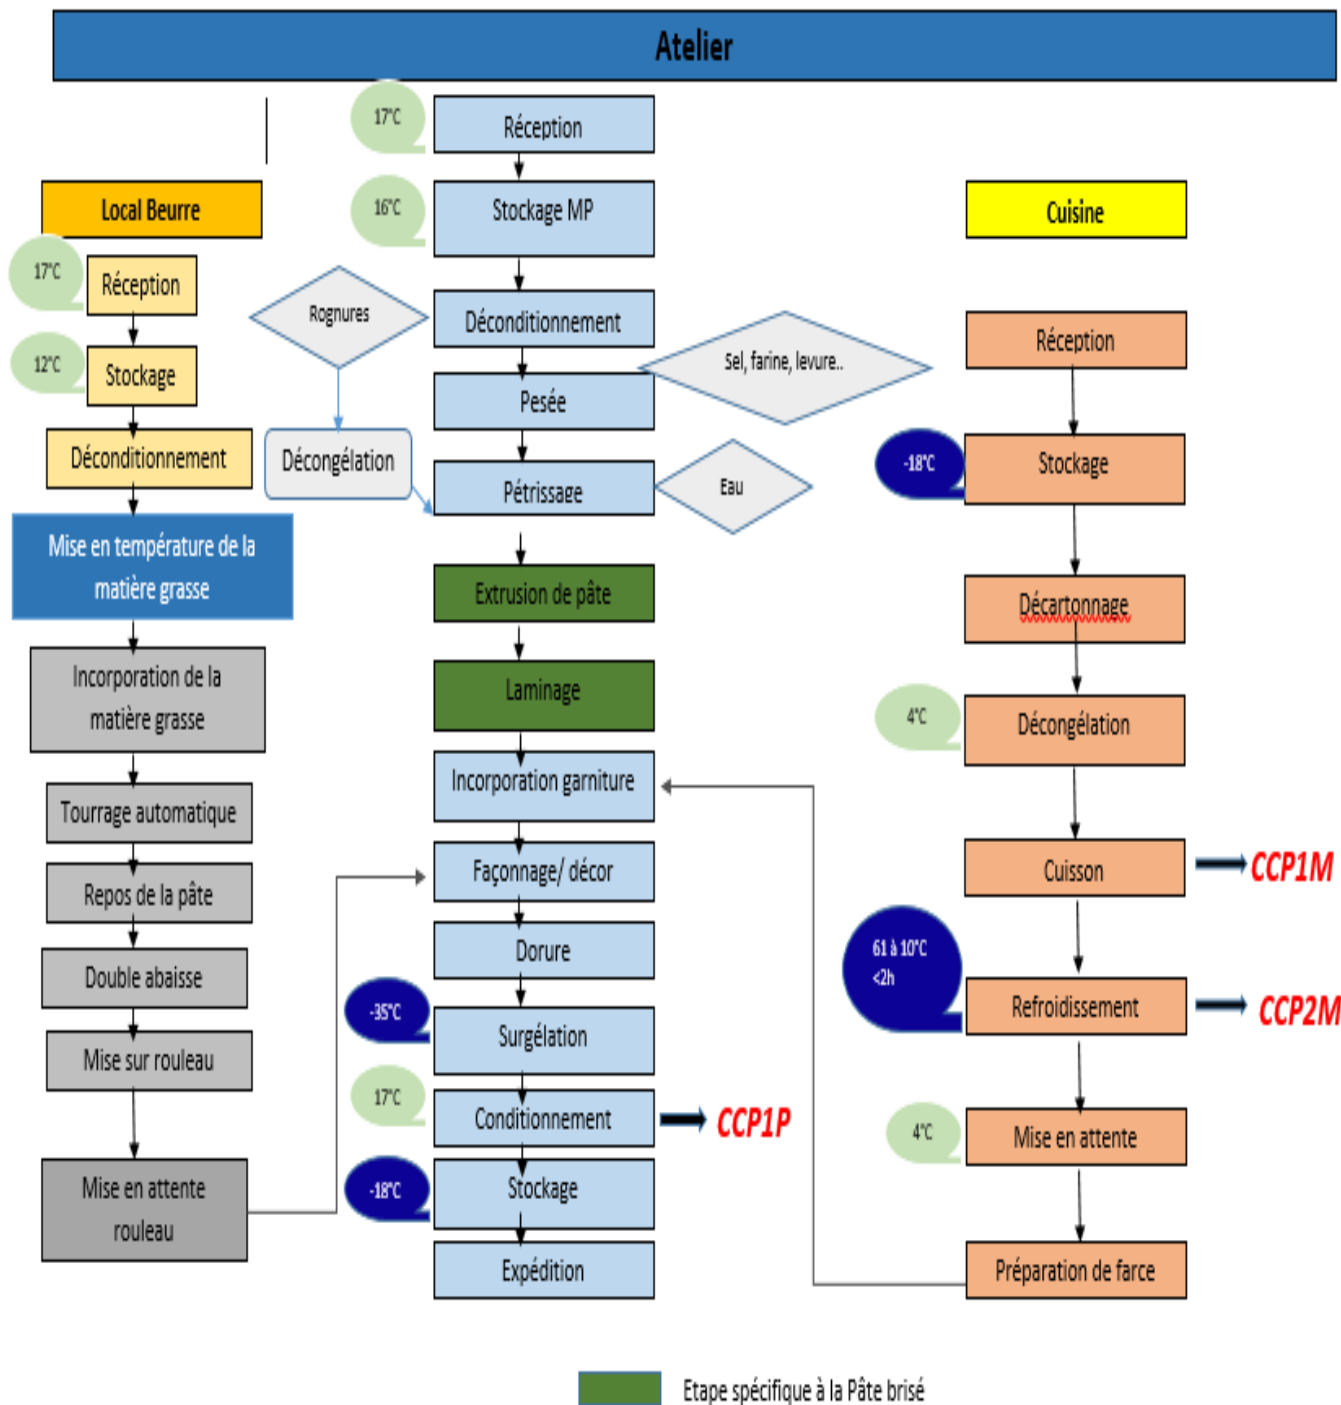 Atelier
17°C
Réception
Local Beurre
16°C
Stockage MP
Cuisine
17°C
Réception
Rognures
Déconditionnement
Sel, farine, levure..
Réception
12°C
Stockage
Pesée
Déconditionnement
Décongélation
Pétrissage
Eau
-18°C
Stockage
Mise en température de la
matière grasse
Extrusion de pâte
Décartonnage
Incorporation de la
matière grasse
Laminage
4°C
Décongélation
Tourrage automatique
Incorporation garniture
Repos de la pâte
Façonnage/ décor
Cuisson
CCP1M
Double abaisse
Dorure
61 à 10°C
<2h
Refroidissement
CCP2M
Mise sur rouleau
-35°C
Surgélation
17°C
Conditionnement
CCP1P
4°C
Mise en attente
Mise en attente
rouleau
-18°C
Stockage
Expédition
Préparation de farce
Etape spécifique à la Pâte brisé